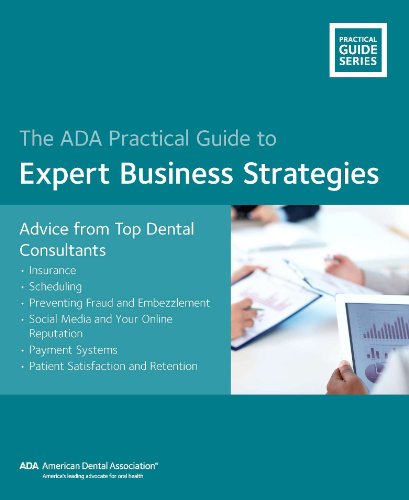 PRACTICAL
GUIDE
SERIES
The ADA Practical Guide to
Expert Business Strategies
Advice from Top Dental
Consultants
• Insurance
• Scheduling
• Preventing Fraud and Embezzlement
• Social Media and Your Online
Reputation
• Payment Systems
• Patient Satisfaction and Retention
ADA American Dental Association®
America's leading advocate for oral health